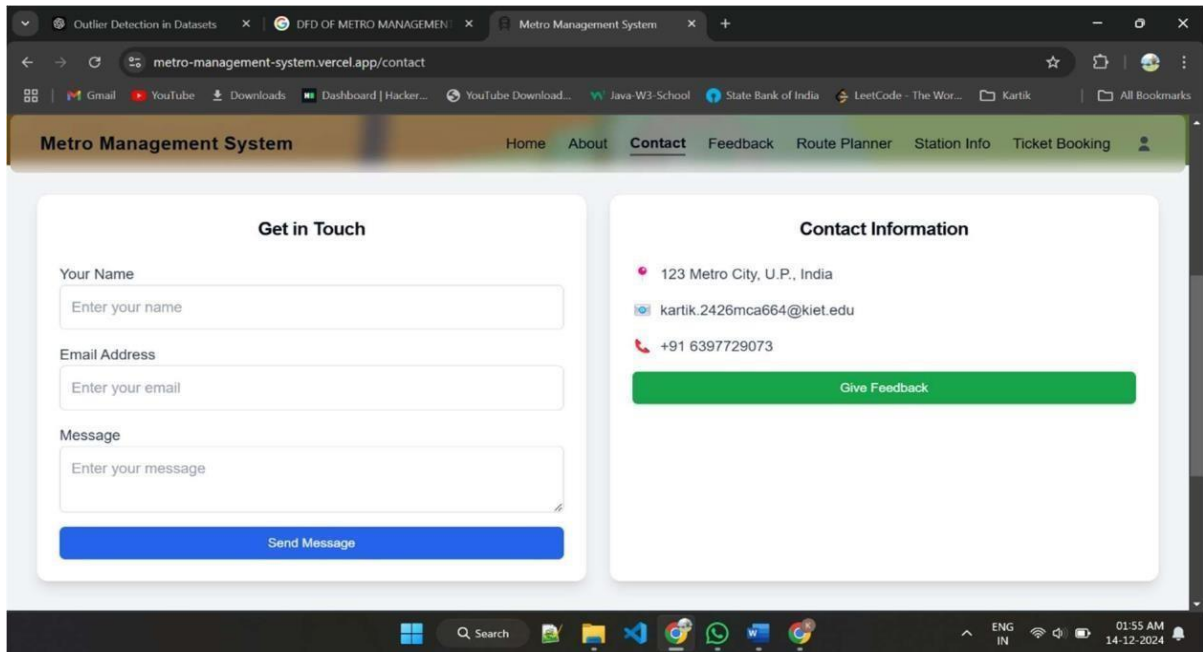 Outlier Detection in Datasets
DFD OF METRO MANAGEMENT
Metro Management System
metro-management-system.vercel.app/contact
Gmail YouTube Downloads Dashboard | Hacker... YouTube Download... Java-W3-School State Bank of India LeetCode - The Wor... Kartik All Bookmarks
Metro Management System Home About Contact Feedback Route Planner Station Info Ticket Booking
Get in Touch
Your Name
Enter your name
Email Address
Enter your email
Message
Enter your message
Send Message
Contact Information
123 Metro City, U.P., India
kartik.2426mca664@kiet.edu
+91 6397729073
Give Feedback
Search
ENG
IN
01:55 AM
14-12-2024